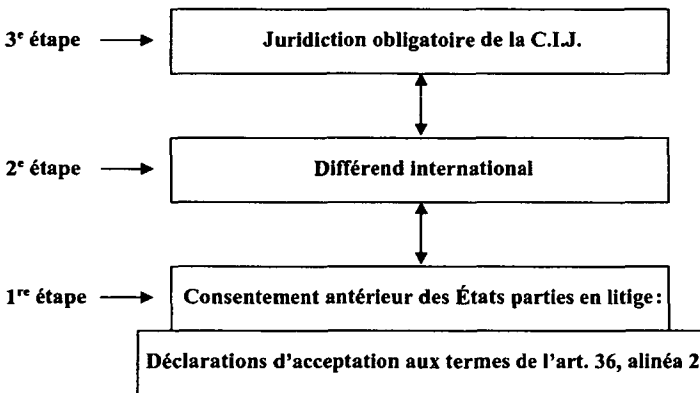 3e étape
Juridiction obligatoire de la C.I.J.
2e étape
Différend international
1re étape
Consentement antérieur des États parties en litige:
Déclarations d'acceptation aux termes de l'art. 36, alinéa 2